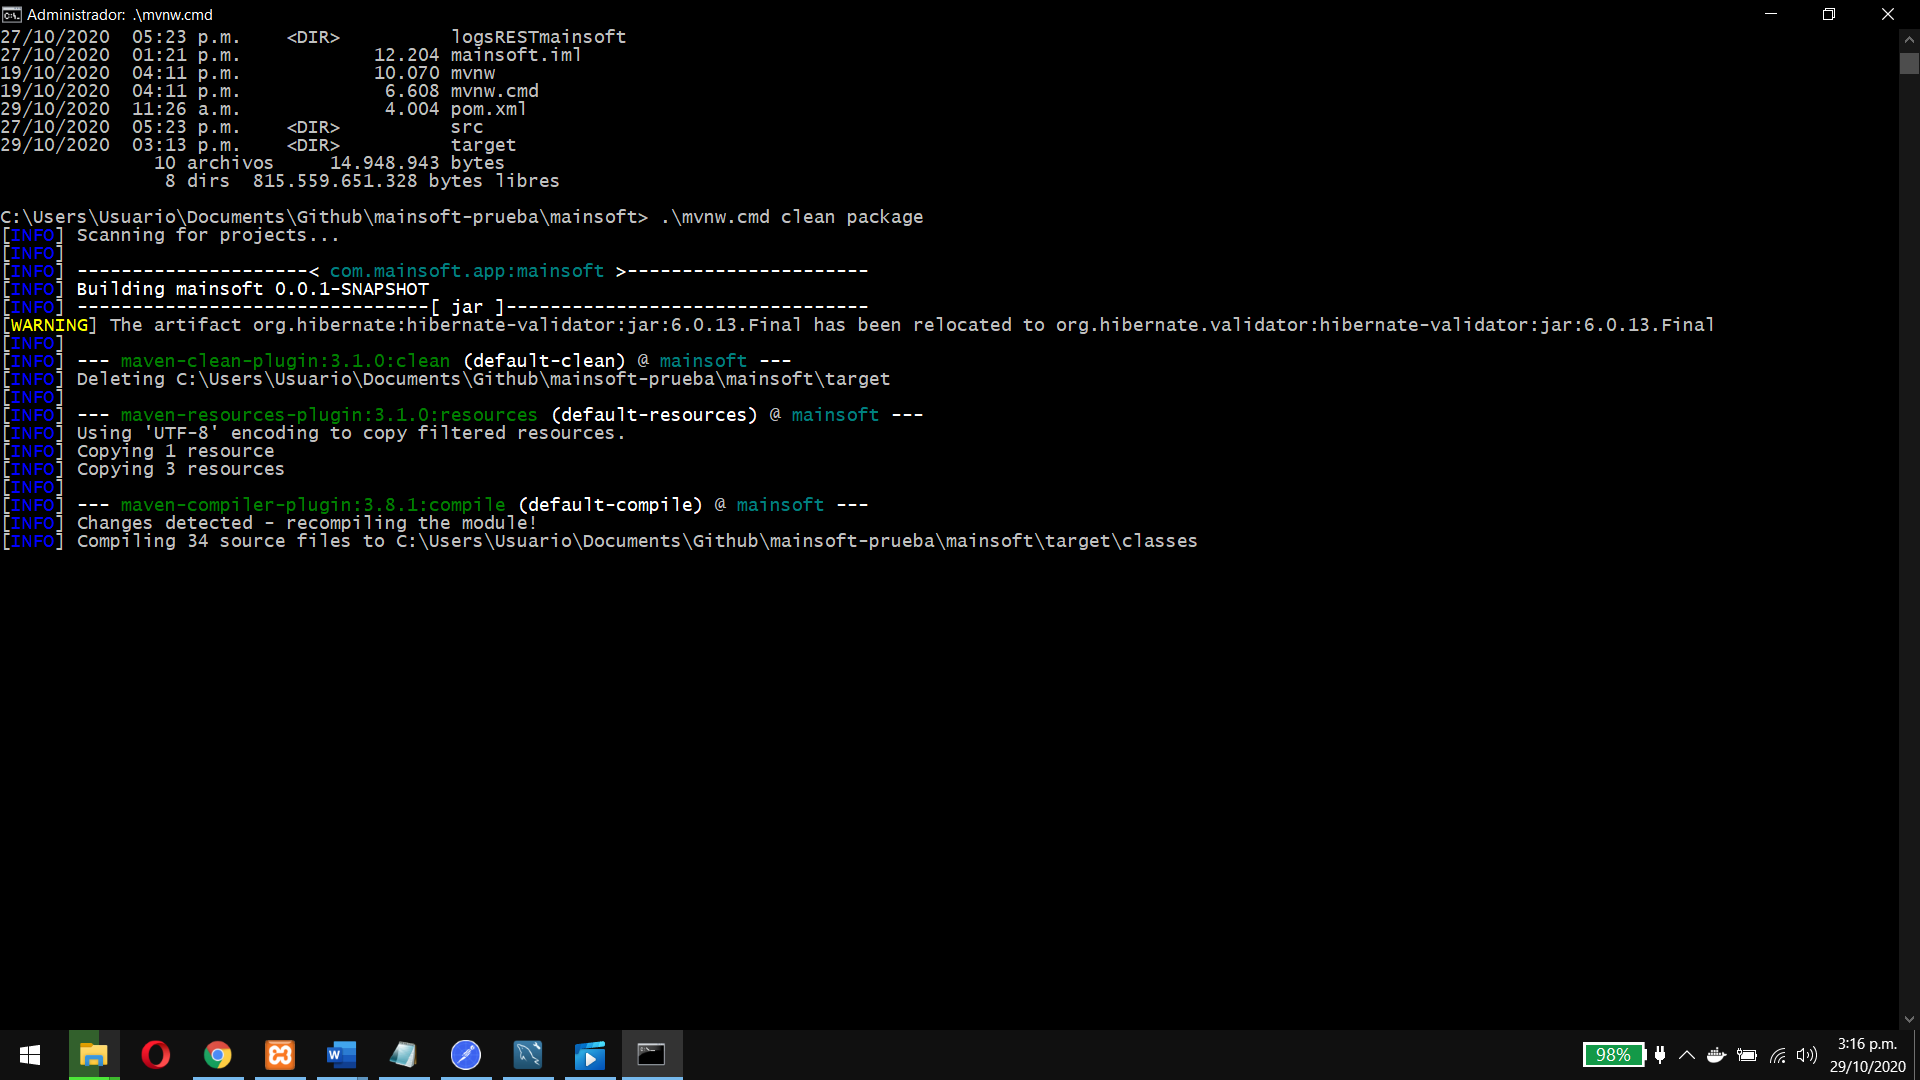 Administrador: .\mvnw.cmd
27/10/2020  05:23 p.m.    <DIR>          logsRESTmainsoft
27/10/2020  01:21 p.m.            12.204 mainsoft.iml
19/10/2020  04:11 p.m.            10.070 mvnw
19/10/2020  04:11 p.m.             6.608 mvnw.cmd
29/10/2020  11:26 a.m.             4.004 pom.xml
27/10/2020  05:23 p.m.    <DIR>          src
29/10/2020  03:13 p.m.    <DIR>          target
              10 archivos     14.948.943 bytes
               8 dirs  815.559.651.328 bytes libres
C:\Users\Usuario\Documents\Github\mainsoft-prueba\mainsoft> .\mvnw.cmd clean package
[INFO] Scanning for projects...
[INFO]
[INFO] ---------------------< com.mainsoft.app:mainsoft >----------------------
[INFO] Building mainsoft 0.0.1-SNAPSHOT
[INFO] --------------------------------[ jar ]---------------------------------
[WARNING] The artifact org.hibernate:hibernate-validator:jar:6.0.13.Final has been relocated to org.hibernate.validator:hibernate-validator:jar:6.0.13.Final
[INFO]
[INFO] --- maven-clean-plugin:3.1.0:clean (default-clean) @ mainsoft ---
[INFO] Deleting C:\Users\Usuario\Documents\Github\mainsoft-prueba\mainsoft\target
[INFO]
[INFO] --- maven-resources-plugin:3.1.0:resources (default-resources) @ mainsoft ---
[INFO] Using 'UTF-8' encoding to copy filtered resources.
[INFO] Copying 1 resource
[INFO] Copying 3 resources
[INFO]
[INFO] --- maven-compiler-plugin:3.8.1:compile (default-compile) @ mainsoft ---
[INFO] Changes detected - recompiling the module!
[INFO] Compiling 34 source files to C:\Users\Usuario\Documents\Github\mainsoft-prueba\mainsoft\target\classes
98%
3:16 p.m.
29/10/2020